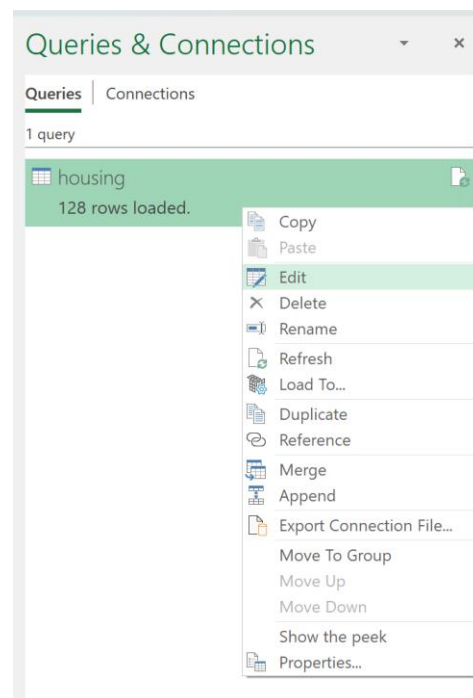 Queries & Connections
Queries Connections
1 query
housing
128 rows loaded.
Copy
Paste
Edit
Delete
Rename
Refresh
Load To...
Duplicate
Reference
Merge
Append
Export Connection File...
Move To Group
Move Up
Move Down
Show the peek
Properties...